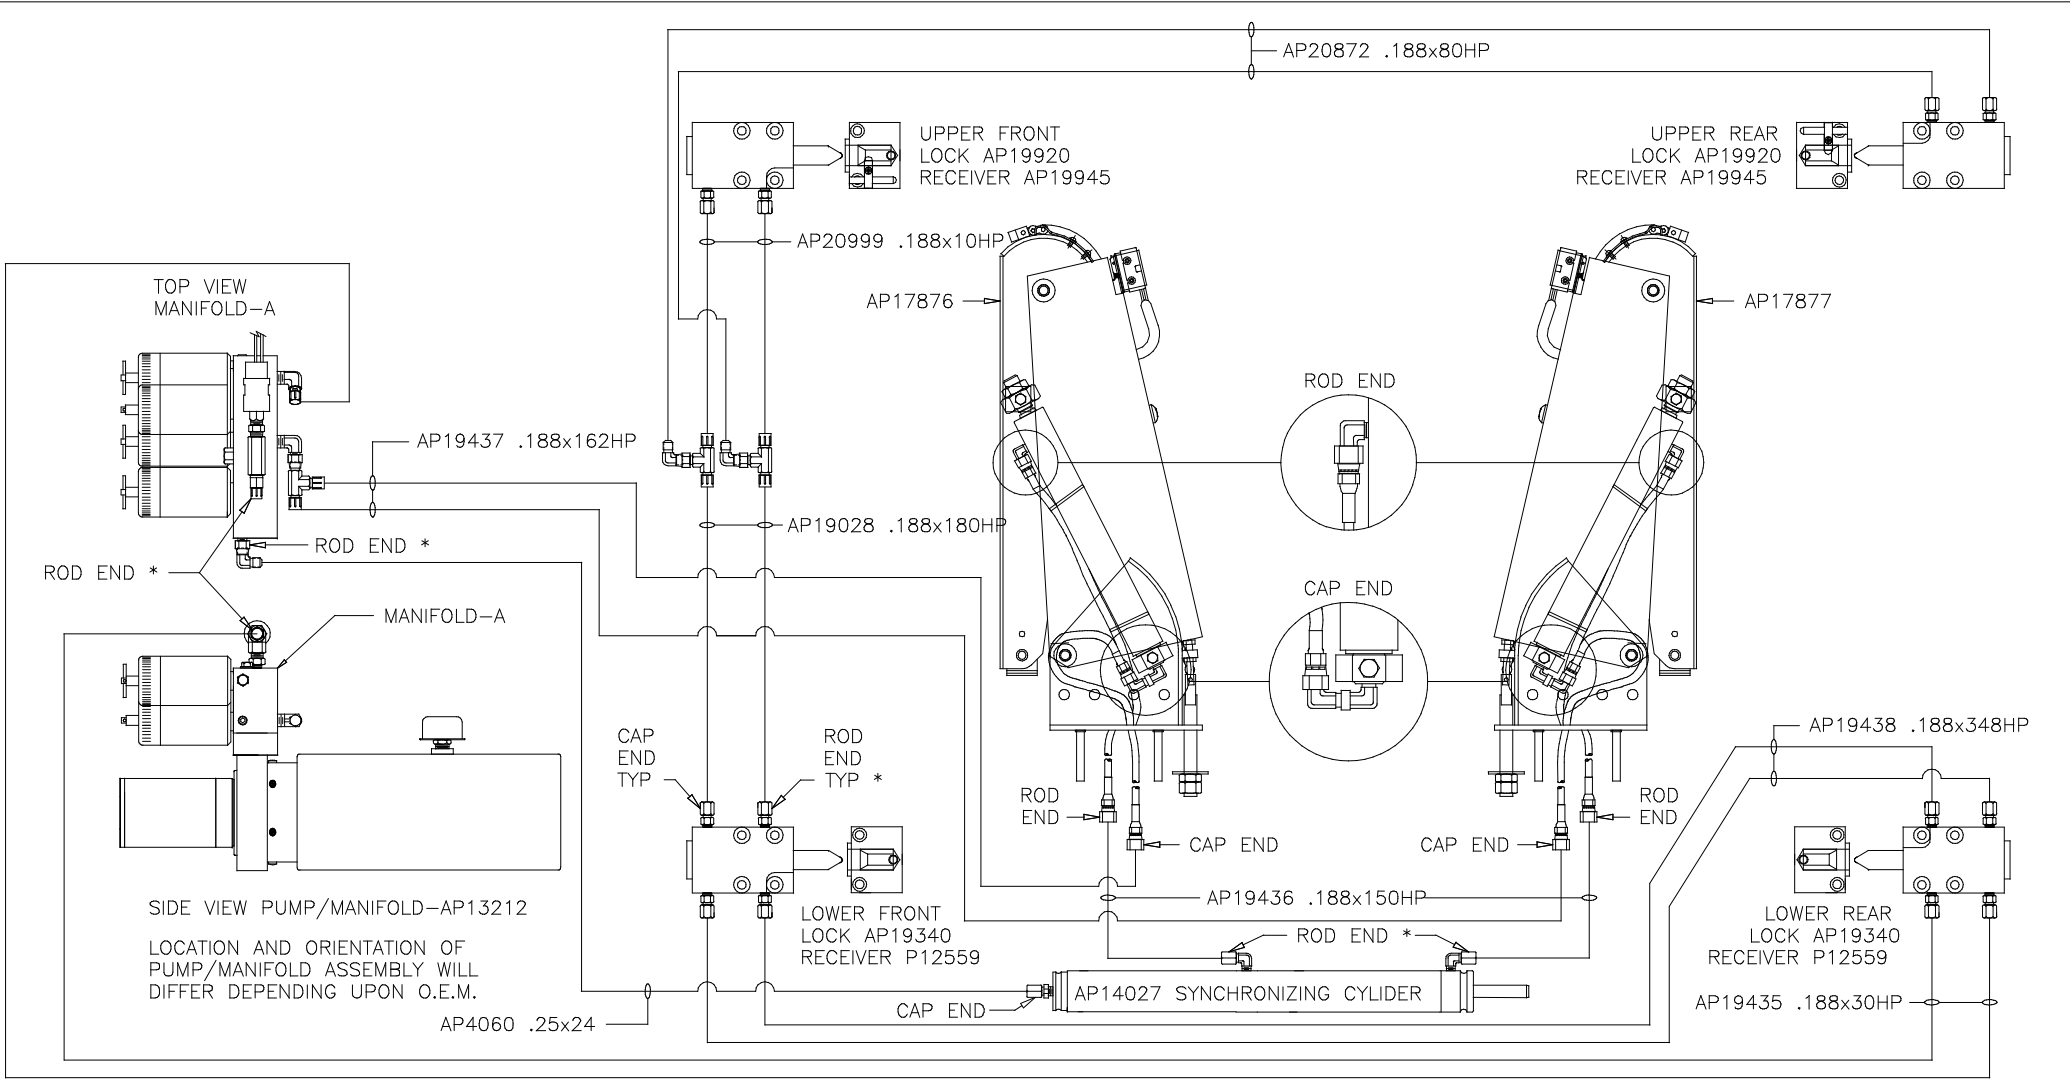 AP20872 .188x80HP
UPPER FRONT
LOCK AP19920
RECEIVER AP19945
UPPER REAR
LOCK AP19920
RECEIVER AP19945
AP20999 .188x10HP
TOP VIEW
MANIFOLD-A
AP17876
AP17877
ROD END
AP19437 .188x162HP
AP19028 .188x180HP
ROD END *
ROD END *
CAP END
MANIFOLD-A
AP19438 .188x348HP
CAP
END
TYP
ROD
END
TYP *
ROD
END
ROD
END
CAP END
CAP END
AP19436 .188x150HP
SIDE VIEW PUMP/MANIFOLD-AP13212
LOCATION AND ORIENTATION OF
PUMP/MANIFOLD ASSEMBLY WILL
DIFFER DEPENDING UPON O.E.M.
LOWER FRONT
LOCK AP19340
RECEIVER P12559
LOWER REAR
LOCK AP19340
RECEIVER P12559
ROD END *
AP14027 SYNCHRONIZING CYLIDER
CAP END
AP4060 .25x24
AP19435 .188x30HP